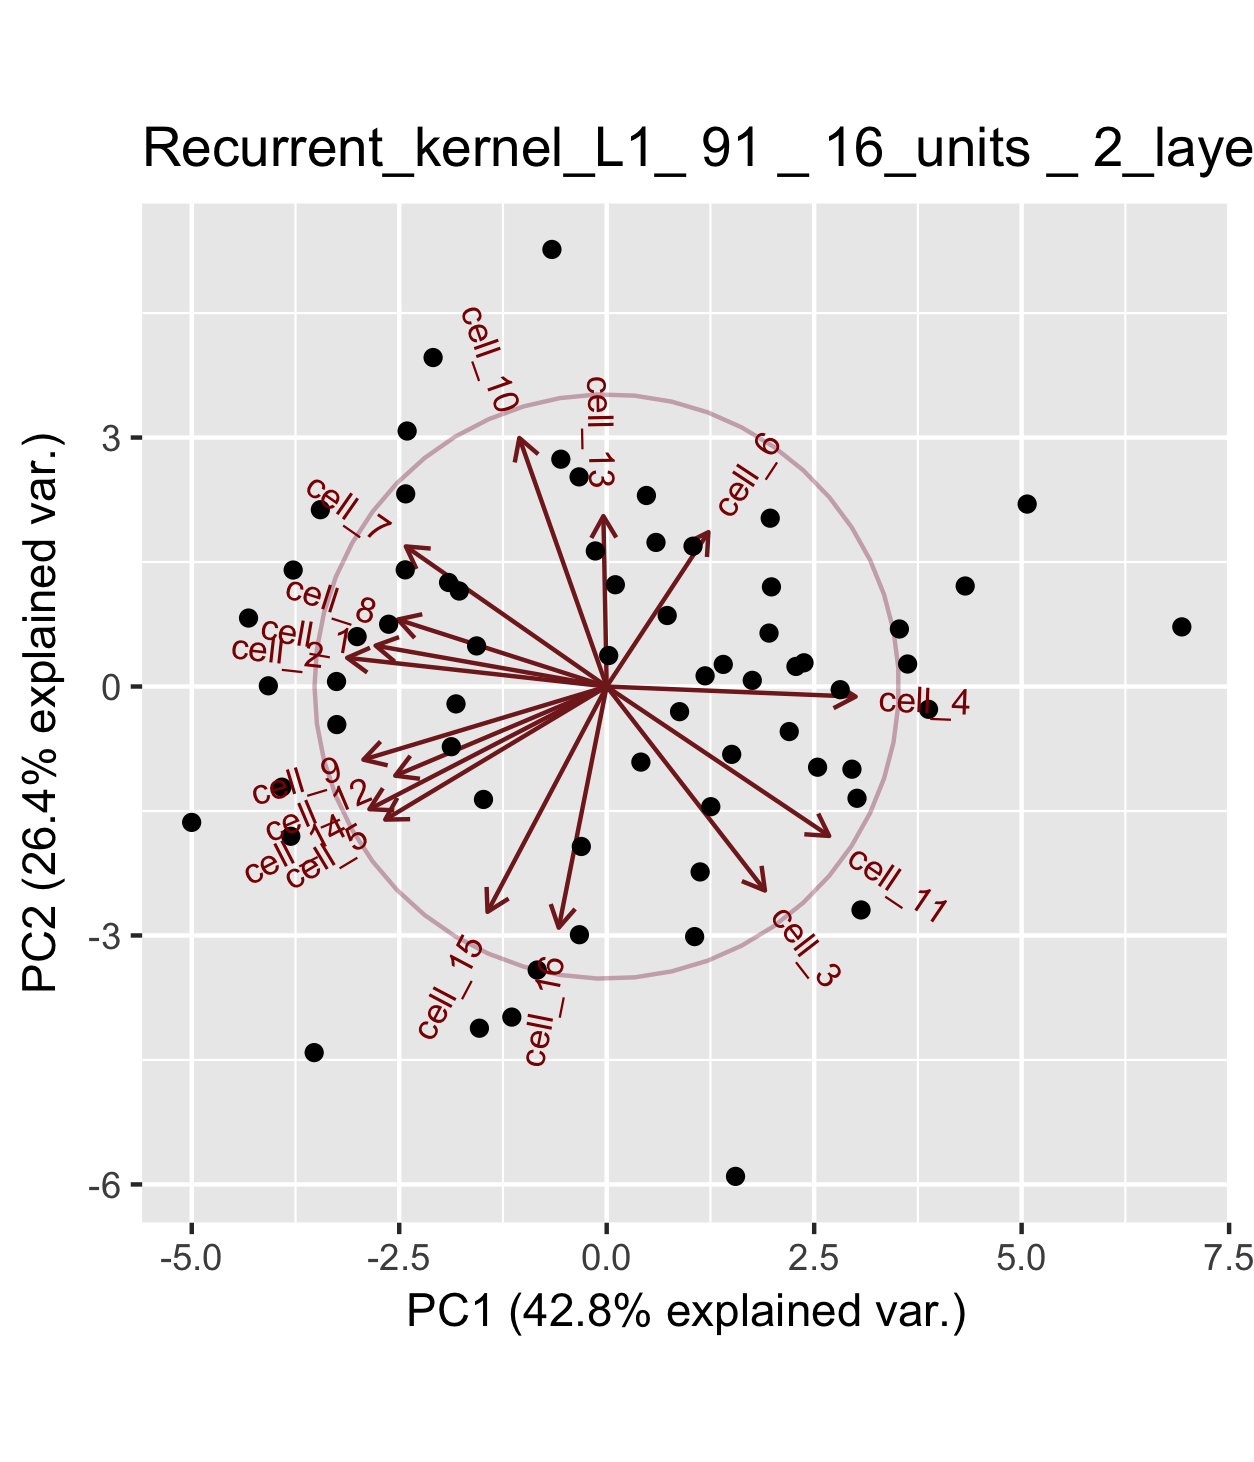 Recurrent_kernel_L1_ 91 _ 16_units _ 2_laye
PC2 (26.4% explained var.)
3
0
-3
-6
cell_10
cell_13
cell_6
cell_7
cell_8
cell_1
cell_2
cell_4
cell_9
cell_12
cell_14
cell_5
cell_11
cell_3
cell_15
cell_16
-5.0
-2.5
0.0
2.5
5.0
7.5
PC1 (42.8% explained var.)